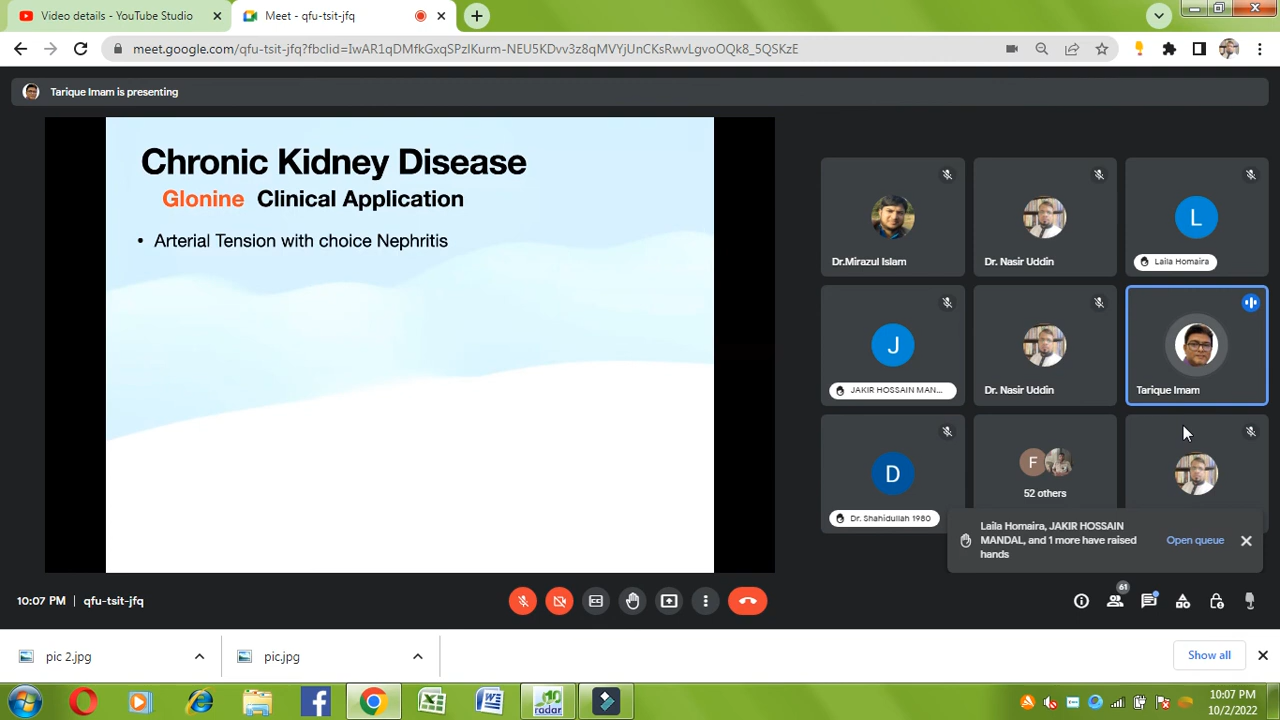 Video details - YouTube Studio
Meet - qfu-tsit-jfq
meet.google.com/qfu-tsit-jfq?fbclid=IwAR1qDMfkGxqSPzlKurm-NEU5KDvv3z8qMVYjUnCKsRwvLgvoOQk8_5QSKzE
Tarique Imam is presenting
Chronic Kidney Disease
Glonine Clinical Application
• Arterial Tension with choice Nephritis
Dr.Mirazul Islam
Dr. Nasir Uddin
L
Laila Homaira
J
JAKIR HOSSAIN MAN...
Dr. Nasir Uddin
Tarique Imam
D
Dr. Shahidullah 1980
F
52 others
Laila Homaira, JAKIR HOSSAIN
MANDAL, and 1 more have raised
hands
Open queue
10:07 PM | qfu-tsit-jfq
61
pic 2.jpg
pic.jpg
Show all
10
radar
10:07 PM
10/2/2022